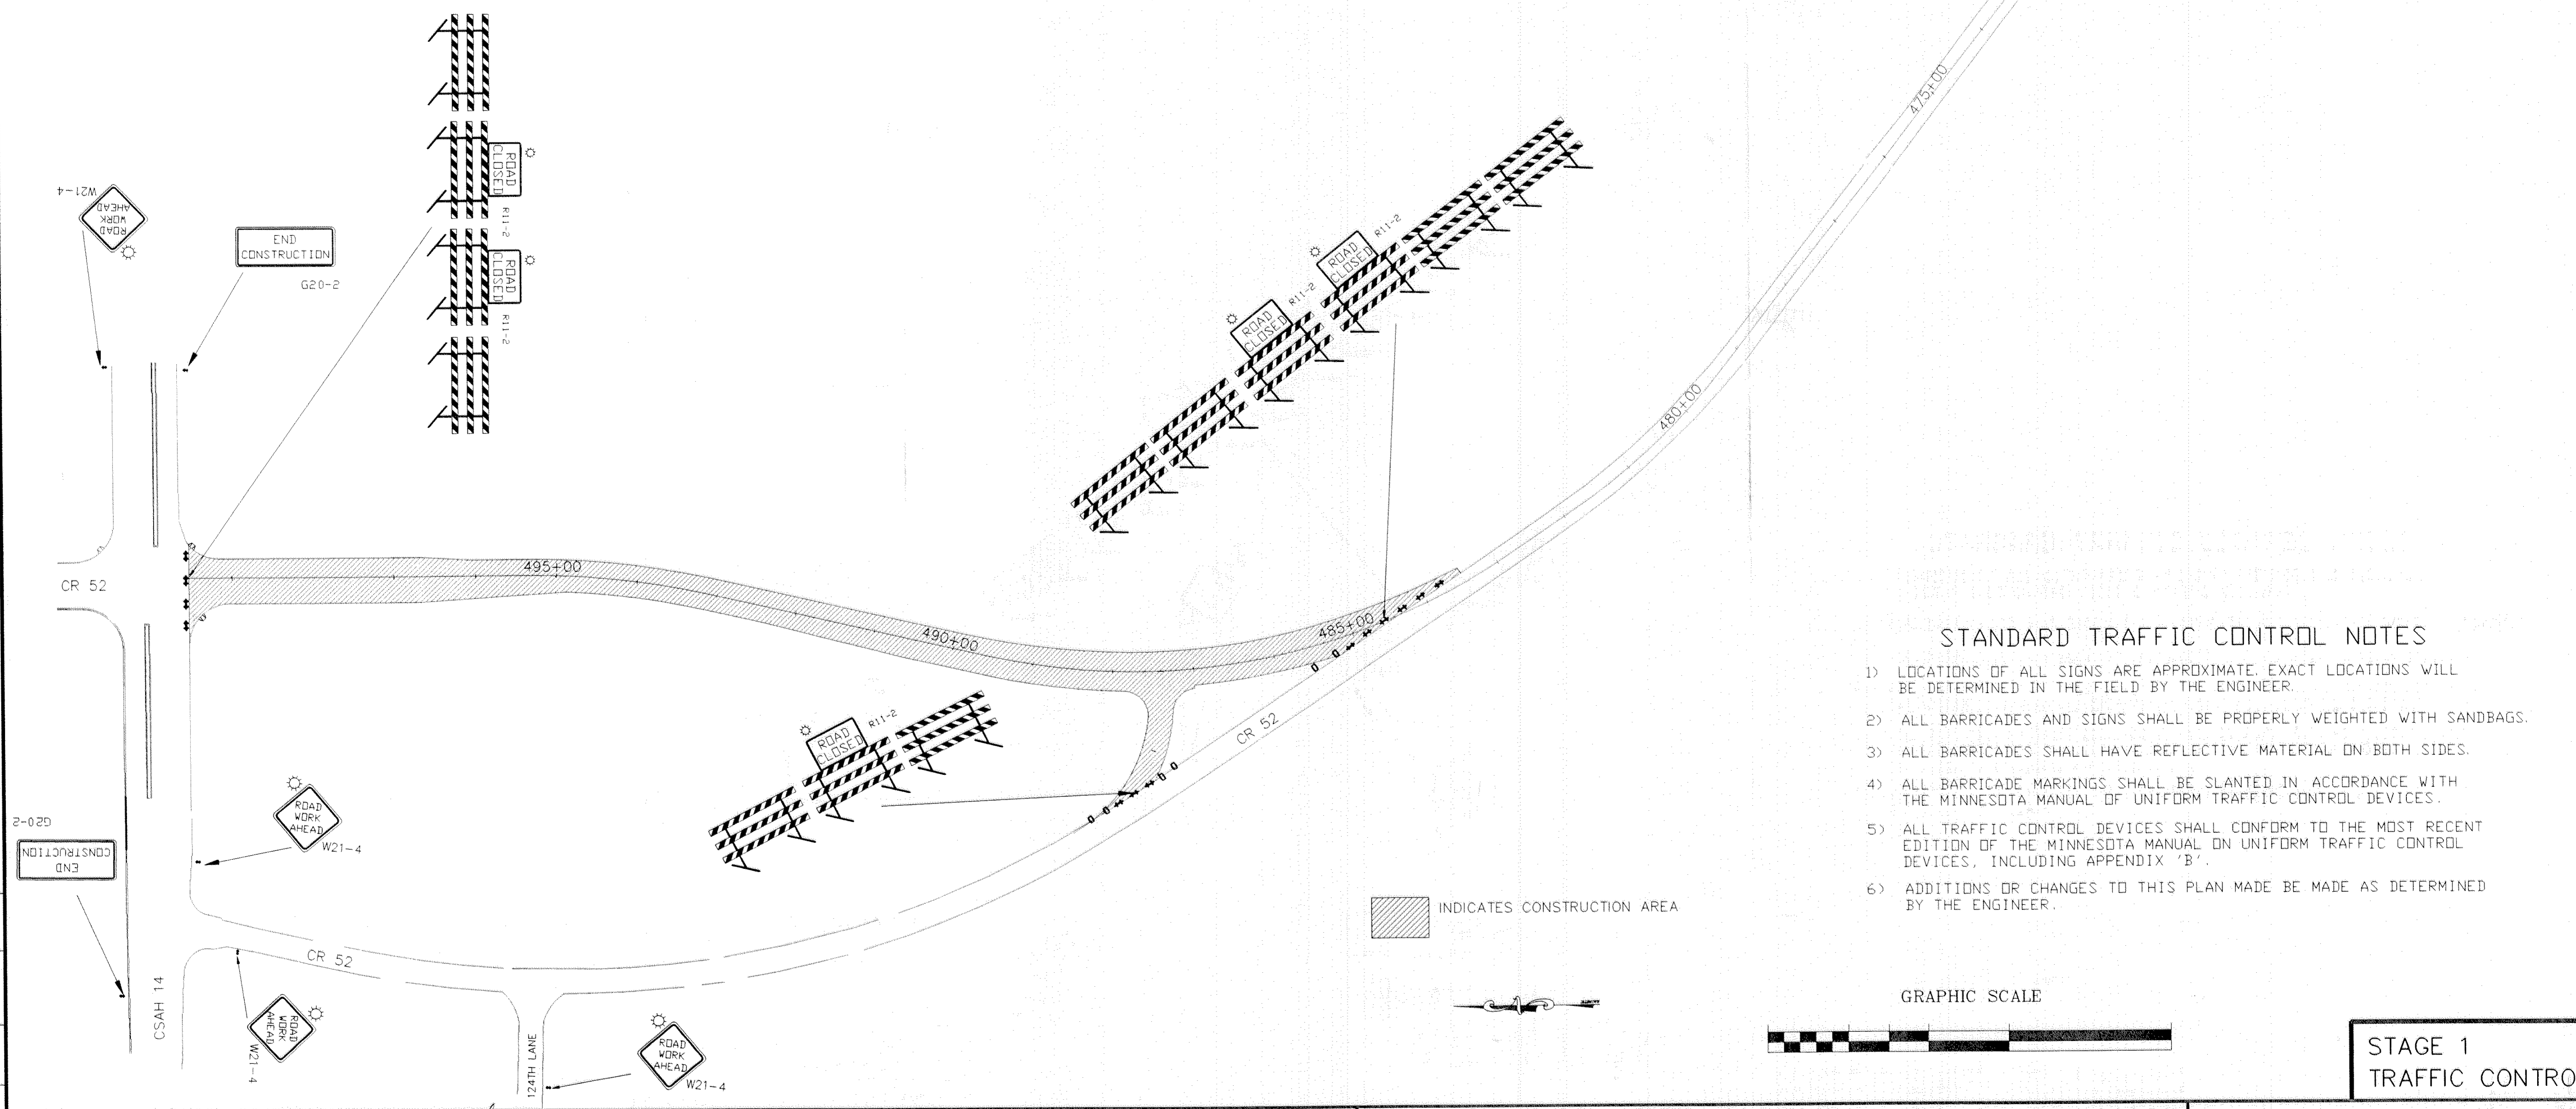 ROAD
CLOSED
R11-2
ROAD
CLOSED
R11-2
W21-4
ROAD
WORK
AHEAD
END
CONSTRUCTION
G20-2
ROAD
CLOSED
R11-2
ROAD
CLOSED
R11-2
475+00
480+00
CR 52
495+00
490+00
485+00
CR 52
ROAD
CLOSED
R11-2
ROAD
WORK
AHEAD
W21-4
G20-2
END
CONSTRUCTION
CSAH 14
CR 52
ROAD
WORK
AHEAD
W21-4
124TH LANE
ROAD
WORK
AHEAD
W21-4
INDICATES CONSTRUCTION AREA
STANDARD TRAFFIC CONTROL NOTES
1) LOCATIONS OF ALL SIGNS ARE APPROXIMATE. EXACT LOCATIONS WILL
BE DETERMINED IN THE FIELD BY THE ENGINEER.
2) ALL BARRICADES AND SIGNS SHALL BE PROPERLY WEIGHTED WITH SANDBAGS.
3) ALL BARRICADES SHALL HAVE REFLECTIVE MATERIAL ON BOTH SIDES.
4) ALL BARRICADE MARKINGS SHALL BE SLANTED IN ACCORDANCE WITH
THE MINNESOTA MANUAL OF UNIFORM TRAFFIC CONTROL DEVICES.
5) ALL TRAFFIC CONTROL DEVICES SHALL CONFORM TO THE MOST RECENT
EDITION OF THE MINNESOTA MANUAL ON UNIFORM TRAFFIC CONTROL
DEVICES, INCLUDING APPENDIX 'B'.
6) ADDITIONS OR CHANGES TO THIS PLAN MADE BE MADE AS DETERMINED
BY THE ENGINEER.
GRAPHIC SCALE
STAGE 1
TRAFFIC CONTRO